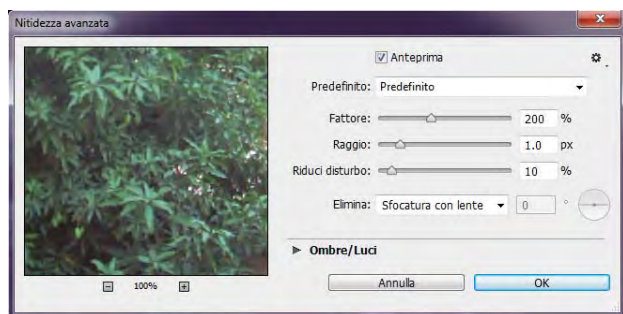 Nitidezza avanzata
Anteprima
Predefinito: Predefinito
Fattore: 200 %
Raggio: 1.0 px
Riduci disturbo: 10 %
Elimina: Sfocatura con lente 0 °
Ombre/Luci
100%
Annulla OK